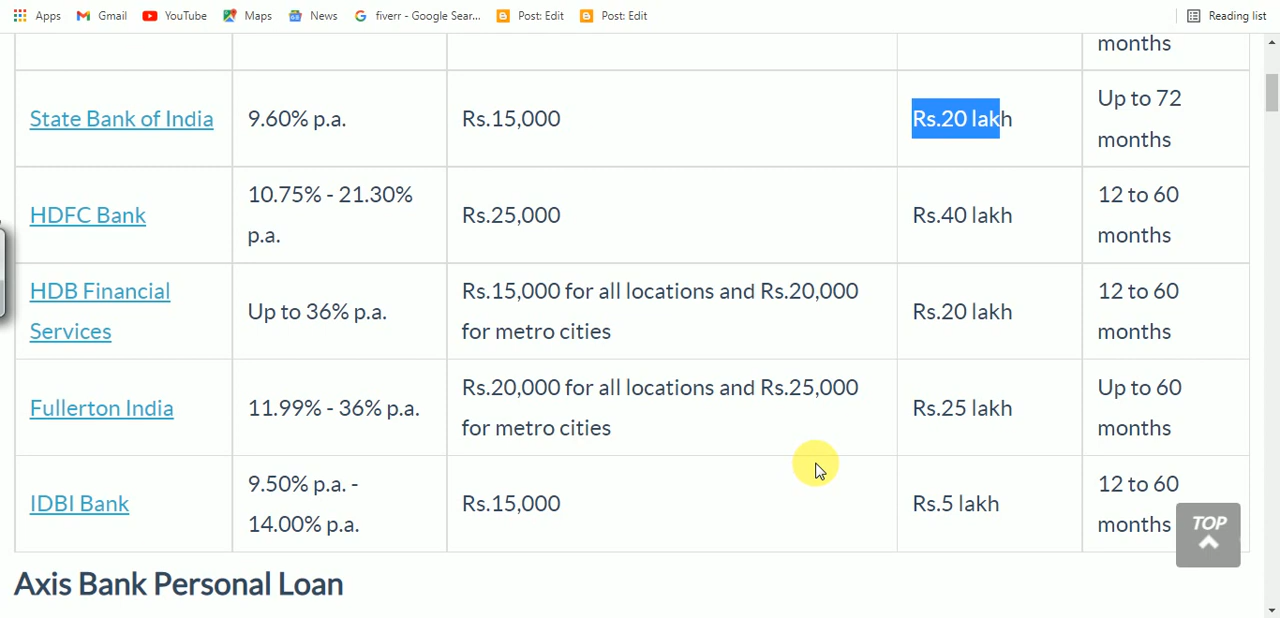 Apps Gmail YouTube Maps News fiverr - Google Sear... Post: Edit Post: Edit Reading list
months
State Bank of India 9.60% p.a. Rs.15,000 Rs.20 lakh Up to 72
months
HDFC Bank 10.75% - 21.30%
p.a. Rs.25,000 Rs.40 lakh 12 to 60
months
HDB Financial
Services Up to 36% p.a. Rs.15,000 for all locations and Rs.20,000
for metro cities Rs.20 lakh 12 to 60
months
Fullerton India 11.99% - 36% p.a. Rs.20,000 for all locations and Rs.25,000
for metro cities Rs.25 lakh Up to 60
months
IDBI Bank 9.50% p.a. -
14.00% p.a. Rs.15,000 Rs.5 lakh 12 to 60
months
TOP
Axis Bank Personal Loan